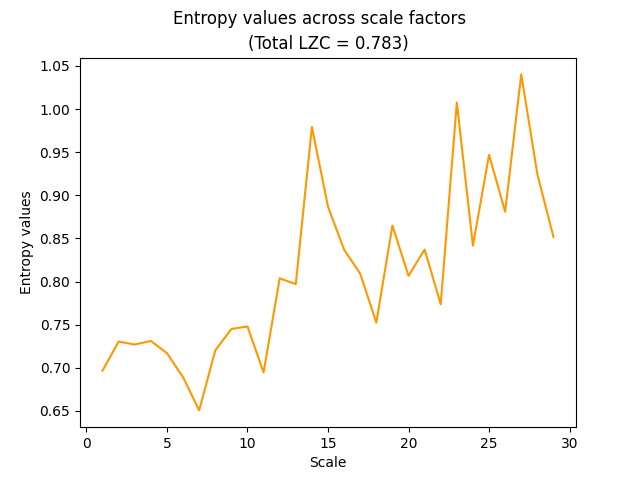 Entropy values across scale factors
(Total LZC = 0.783)
1.05
1.00
0.95
0.90
0.85
0.80
0.75
0.70
0.65
Entropy values
0 5 10 15 20 25 30
Scale